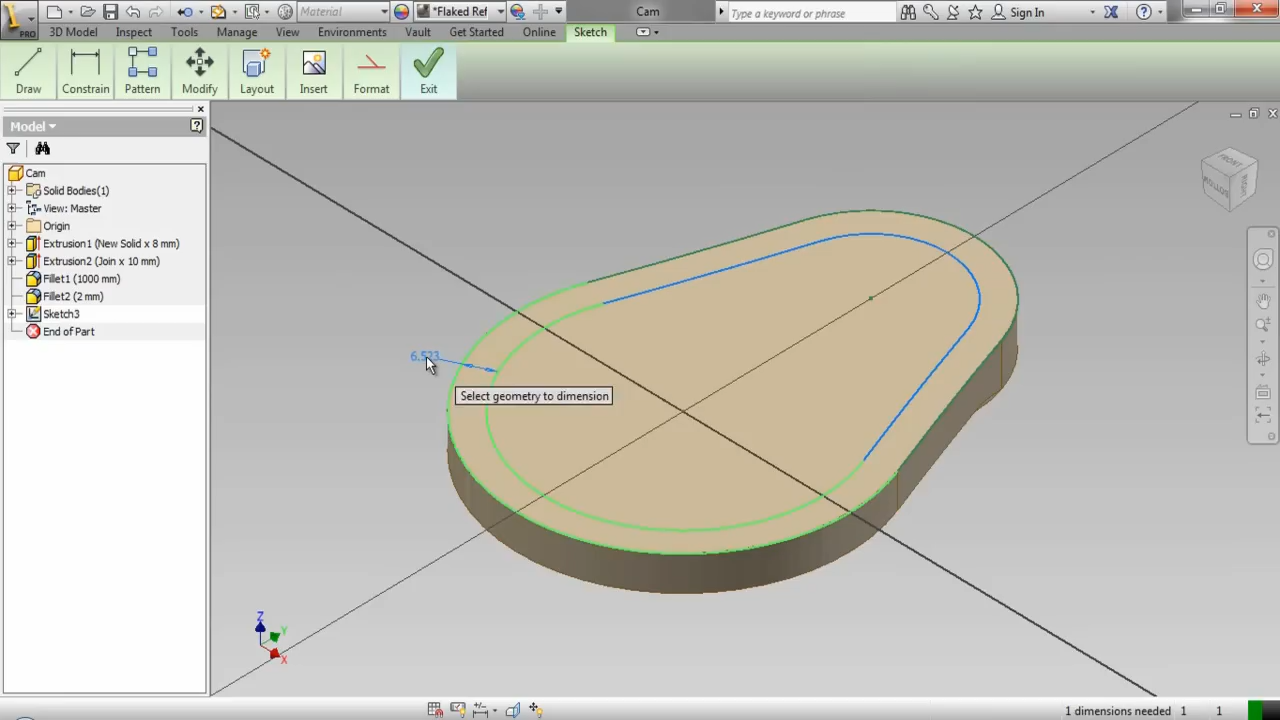 Material
*Flaked Ref
Cam
Type a keyword or phrase
Sign In
PRO
3D Model
Inspect
Tools
Manage
View
Environments
Vault
Get Started
Online
Sketch
Draw
Constrain
Pattern
Modify
Layout
Insert
Format
Exit
Model
Cam
Solid Bodies(1)
View: Master
Origin
Extrusion1 (New Solid x 8 mm)
Extrusion2 (Join x 10 mm)
Fillet1 (1000 mm)
Fillet2 (2 mm)
Sketch3
End of Part
FRONT
BOTTOM
Select geometry to dimension
Z
Y
X
1 dimensions needed 1 1